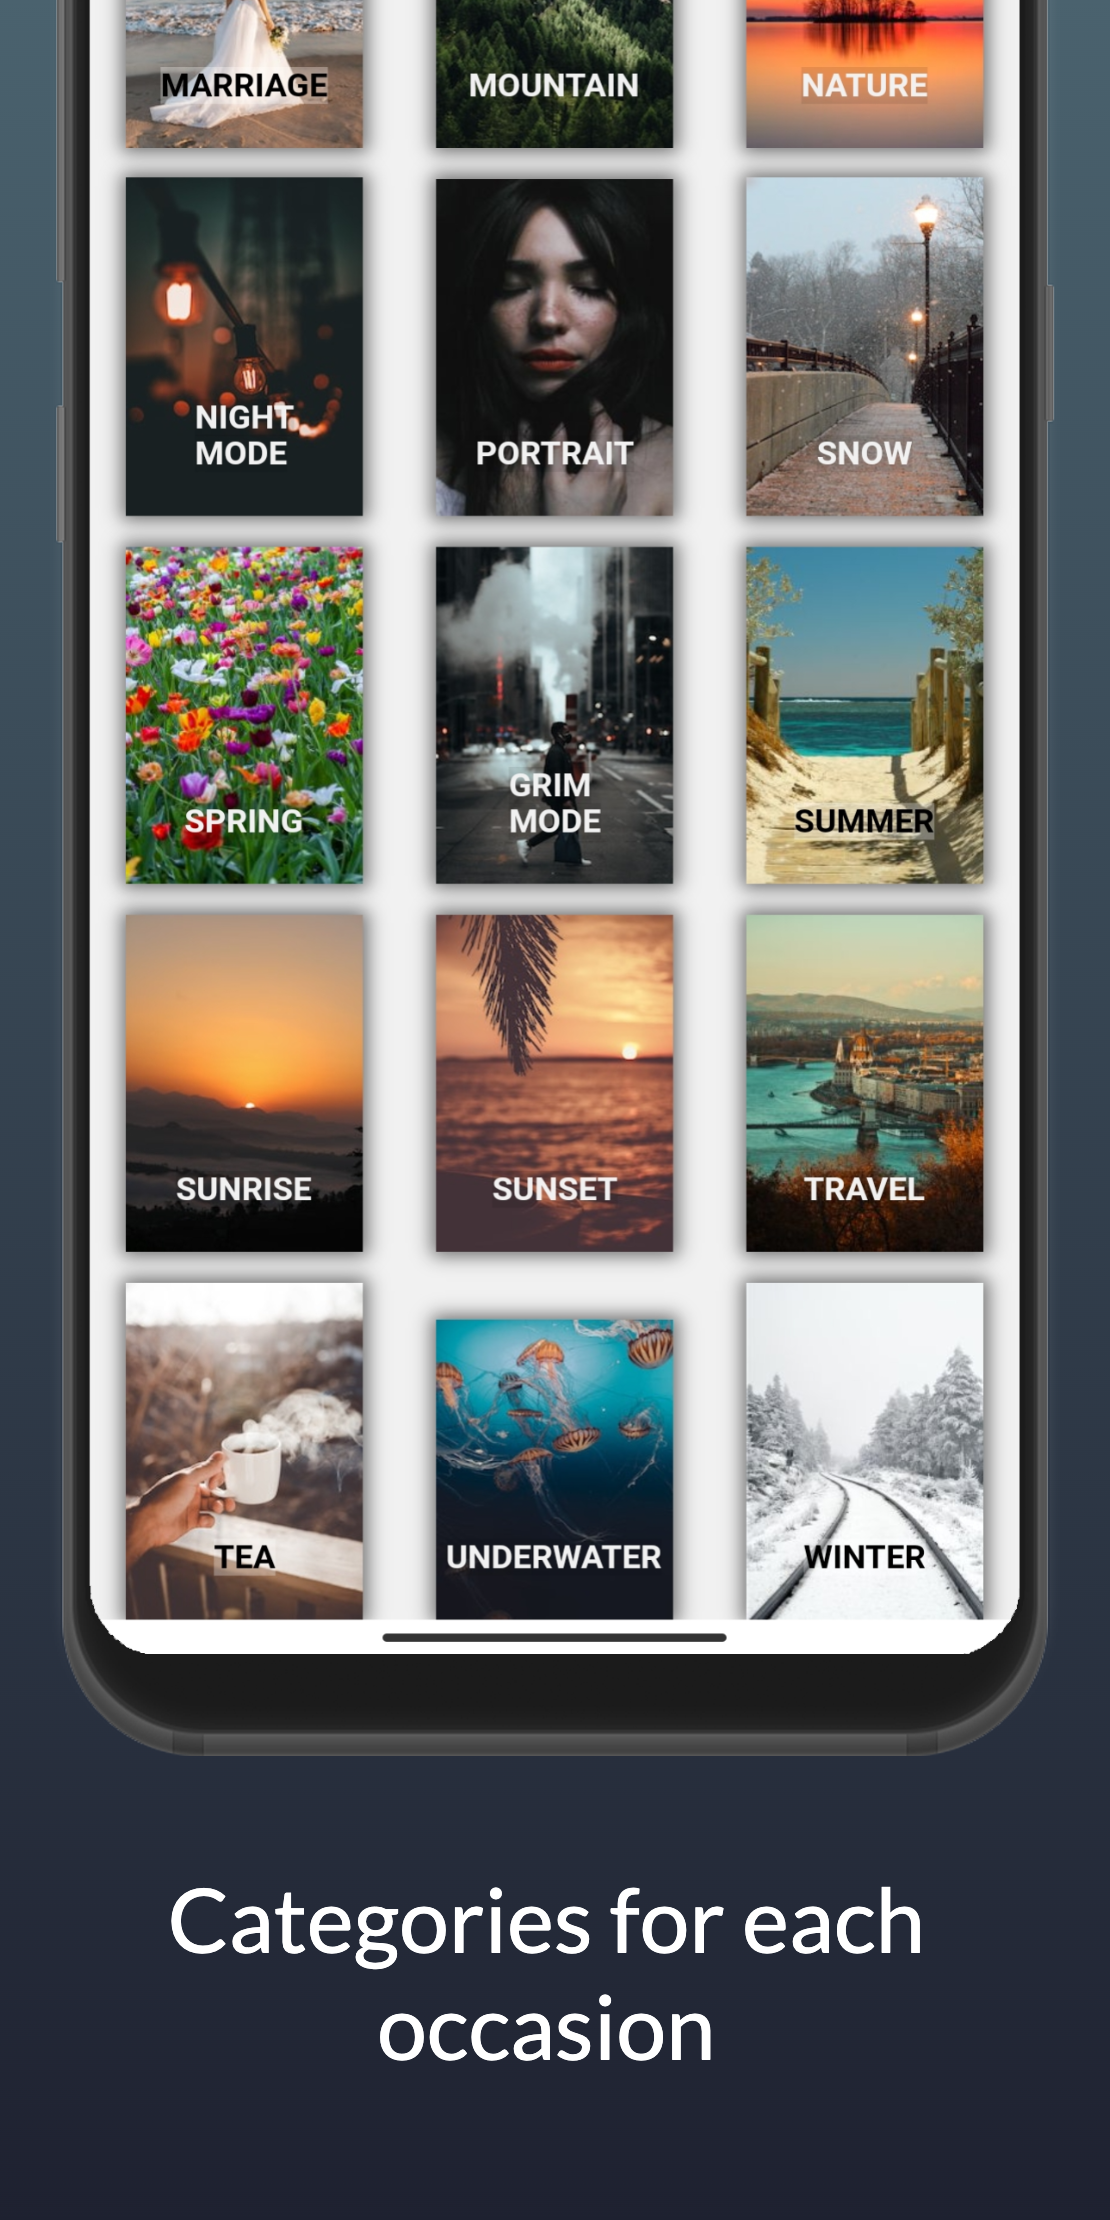 MARRIAGE
MOUNTAIN
NATURE
NIGHT
MODE
PORTRAIT
SNOW
SPRING
GRIM
MODE
SUMMER
SUNRISE
SUNSET
TRAVEL
TEA
UNDERWATER
WINTER
Categories for each
occasion